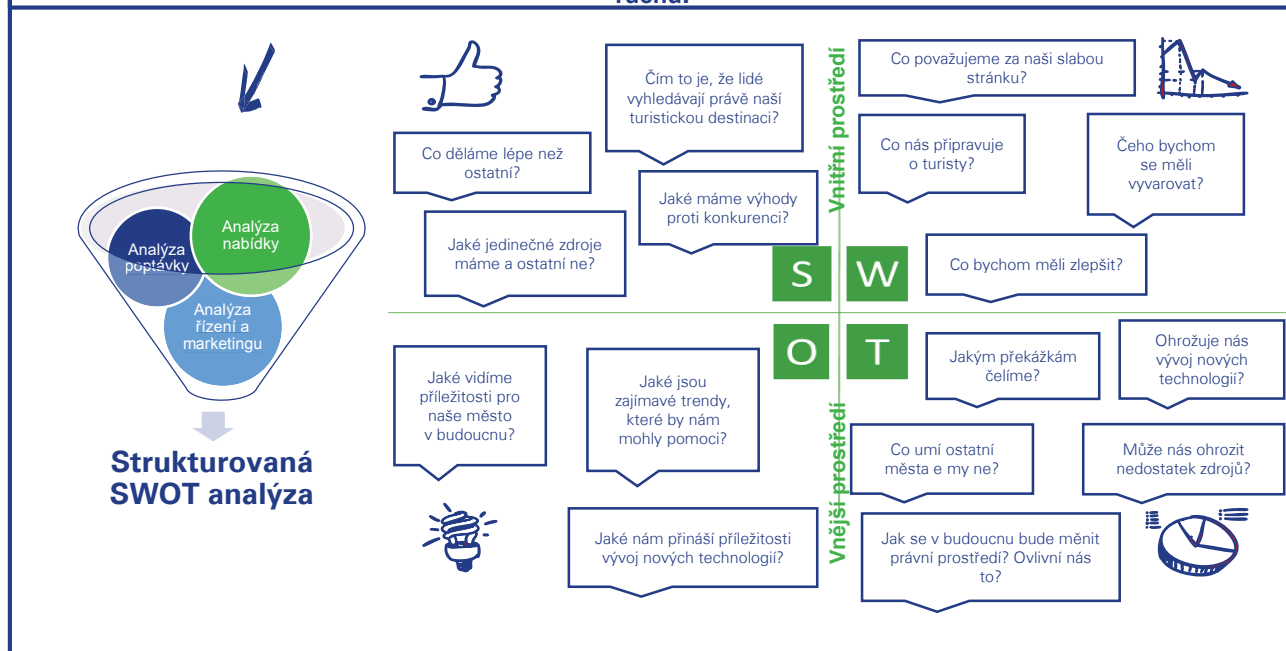 Analýza
poptávky
Analýza
nabídky
Analýza
řízení a
marketingu
Strukturovaná
SWOT analýza
Čím to je, že lidé
vyhledávají právě naší
turistickou destinaci?
Co děláme lépe než
ostatní?
Jaké máme výhody
proti konkurenci?
Jaké jedinečné zdroje
máme a ostatní ne?
Vnitřní prostředí
Co považujeme za naši slabou
stránku?
Co nás připravuje
o turisty?
Čeho bychom
se měli
vyvarovat?
Co bychom měli zlepšit?
S
W
O
T
Jaké vidíme
příležitosti pro
naše město
v budoucnu?
Jaké jsou
zajímavé trendy,
které by nám
mohly pomoci?
Jaké nám přináší příležitosti
vývoj nových technologií?
Vnější prostředí
Jakým překážkám
čelíme?
Ohrožuje nás
vývoj nových
technologií?
Co umí ostatní
města e my ne?
Může nás ohrozit
nedostatek zdrojů?
Jak se v budoucnu bude měnit
právní prostředí? Ovlivní nás
to?